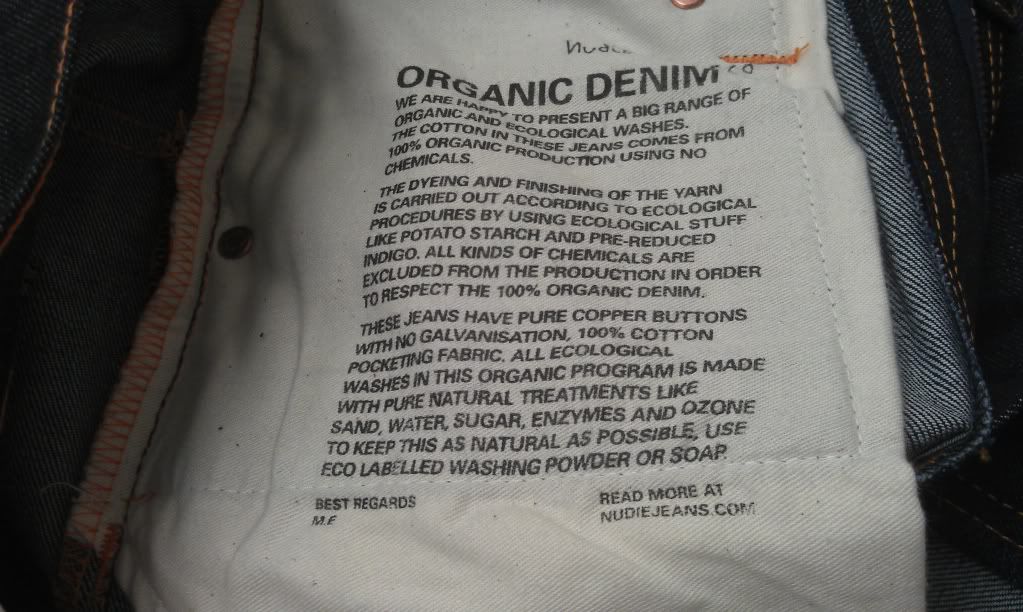 ORGANIC DENIM
WE ARE HAPPY TO PRESENT A BIG RANGE OF
ORGANIC AND ECOLOGICAL WASHES.
THE COTTON IN THESE JEANS COMES FROM
100% ORGANIC PRODUCTION USING NO
CHEMICALS.
THE DYEING AND FINISHING OF THE YARN
IS CARRIED OUT ACCORDING TO ECOLOGICAL
PROCEDURES BY USING ECOLOGICAL STUFF
LIKE POTATO STARCH AND PRE-REDUCED
INDIGO. ALL KINDS OF CHEMICALS ARE
EXCLUDED FROM THE PRODUCTION IN ORDER
TO RESPECT THE 100% ORGANIC DENIM.
THESE JEANS HAVE PURE COPPER BUTTONS
WITH NO GALVANISATION, 100% COTTON
POCKETING FABRIC. ALL ECOLOGICAL
WASHES IN THIS ORGANIC PROGRAM IS MADE
WITH PURE NATURAL TREATMENTS LIKE
SAND, WATER, SUGAR, ENZYMES AND OZONE
TO KEEP THIS AS NATURAL AS POSSIBLE, USE
ECO LABELLED WASHING POWDER OR SOAP.
BEST REGARDS
M.E
READ MORE AT
NUDIEJEANS.COM